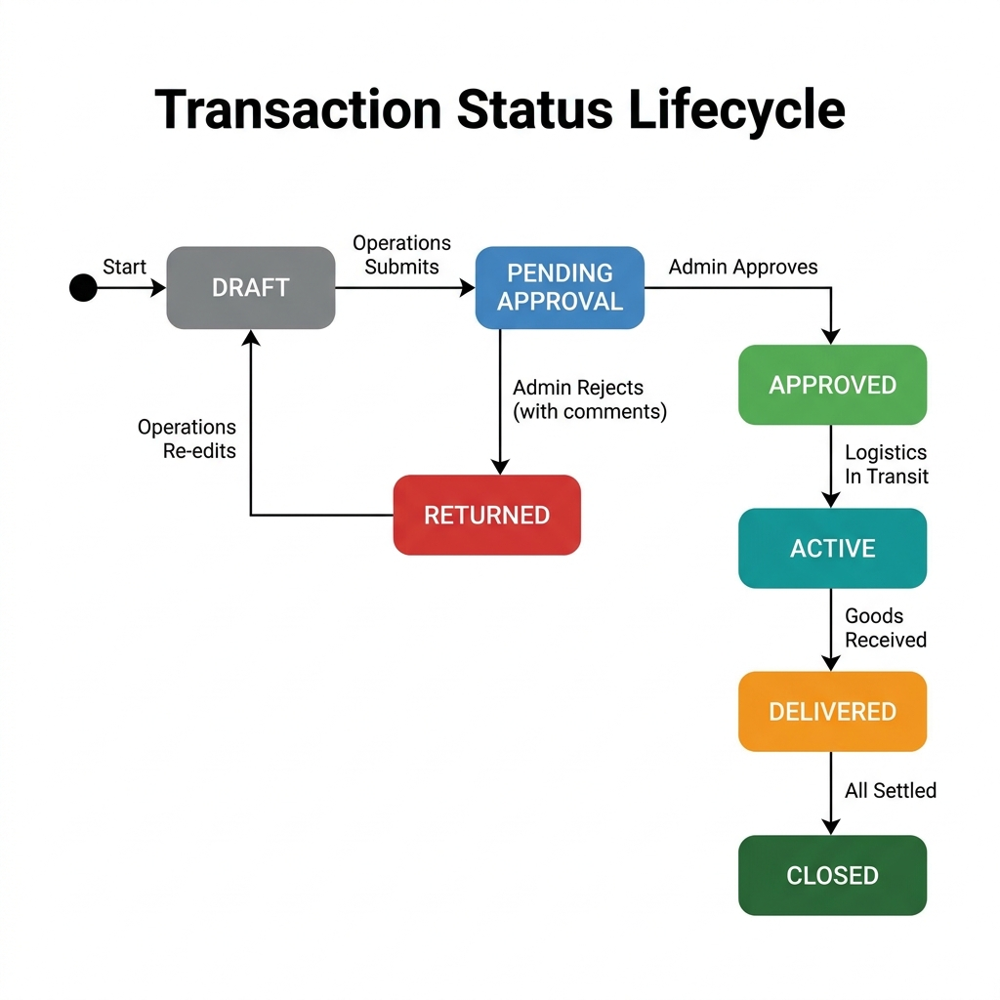 Transaction Status Lifecycle
Start
DRAFT
Operations
Submits
PENDING
APPROVAL
Admin Approves
APPROVED
Admin Rejects
(with comments)
Operations
Re-edits
RETURNED
Logistics
In Transit
ACTIVE
Goods
Received
DELIVERED
All Settled
CLOSED